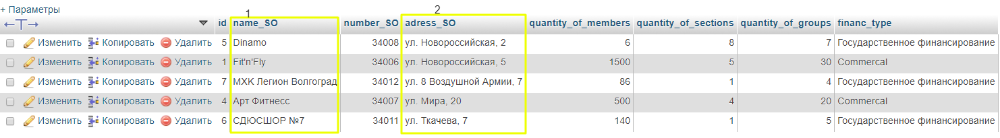 + Параметры
1
2
←T→ id name_SO number_SO adress_SO quantity_of_members quantity_of_sections quantity_of_groups financ_type
Изменить Копировать Удалить 5 Dinamo 34008 ул. Новороссийская, 2 6 8 7 Государственное финансирование
Изменить Копировать Удалить 1 Fit'n'Fly 34006 ул. Новороссийская, 5 1500 5 30 Commercal
Изменить Копировать Удалить 7 МХК Легион Волгоград 34012 ул. 8 Воздушной Армии, 7 86 1 4 Государственное финансирование
Изменить Копировать Удалить 4 Арт Фитнесс 34007 ул. Мира, 20 500 4 20 Commercal
Изменить Копировать Удалить 6 СДЮСШОР №7 34011 ул. Ткачева, 7 140 1 5 Государственное финансирование